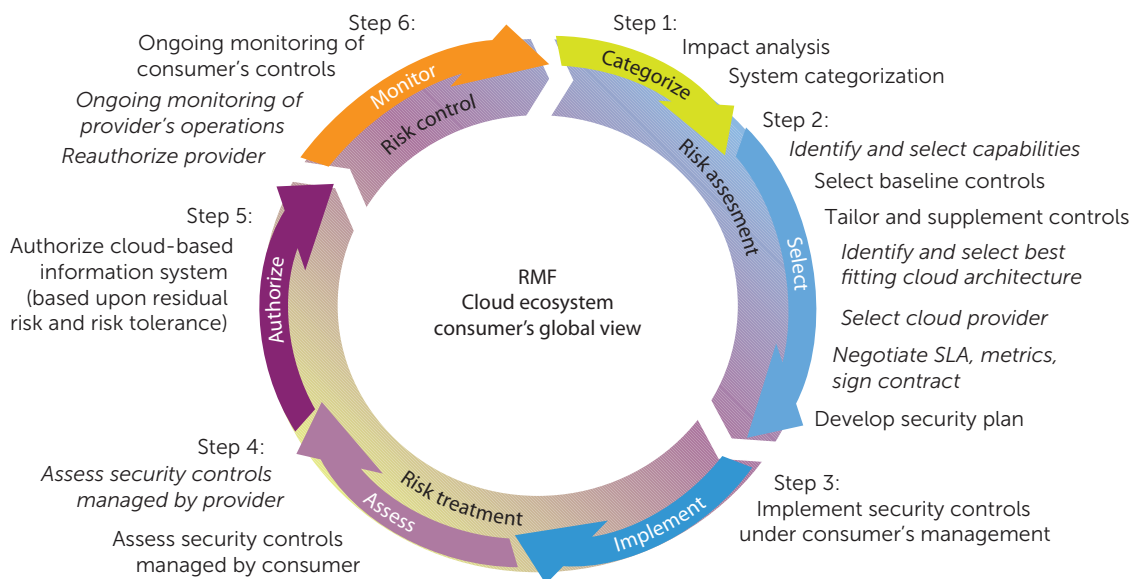 Step 1:
Impact analysis
System categorization
Categorize
Step 2:
Identify and select capabilities
Select baseline controls
Tailor and supplement controls
Identify and select best
fitting cloud architecture
Select cloud provider
Negotiate SLA, metrics,
sign contract
Develop security plan
Select
Risk assesment
Step 3:
Implement security controls
under consumer's management
Implement
Step 4:
Assess security controls
managed by provider
Assess security controls
managed by consumer
Assess
Risk treatment
Step 5:
Authorize cloud-based
information system
(based upon residual
risk and risk tolerance)
Authorize
Step 6:
Ongoing monitoring of
consumer's controls
Ongoing monitoring of
provider's operations
Reauthorize provider
Monitor
Risk control
RMF
Cloud ecosystem
consumer's global view